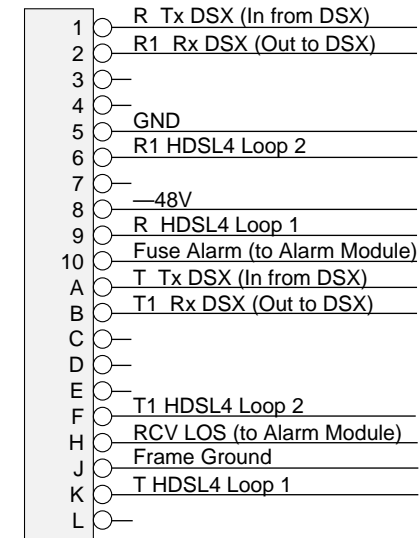 1 R Tx DSX (In from DSX)
2 R1 Rx DSX (Out to DSX)
3
4
5 GND
6 R1 HDSL4 Loop 2
7
8 —48V
9 R HDSL4 Loop 1
10 Fuse Alarm (to Alarm Module)
A T Tx DSX (In from DSX)
B T1 Rx DSX (Out to DSX)
C
D
E
F T1 HDSL4 Loop 2
H RCV LOS (to Alarm Module)
J Frame Ground
K T HDSL4 Loop 1
L